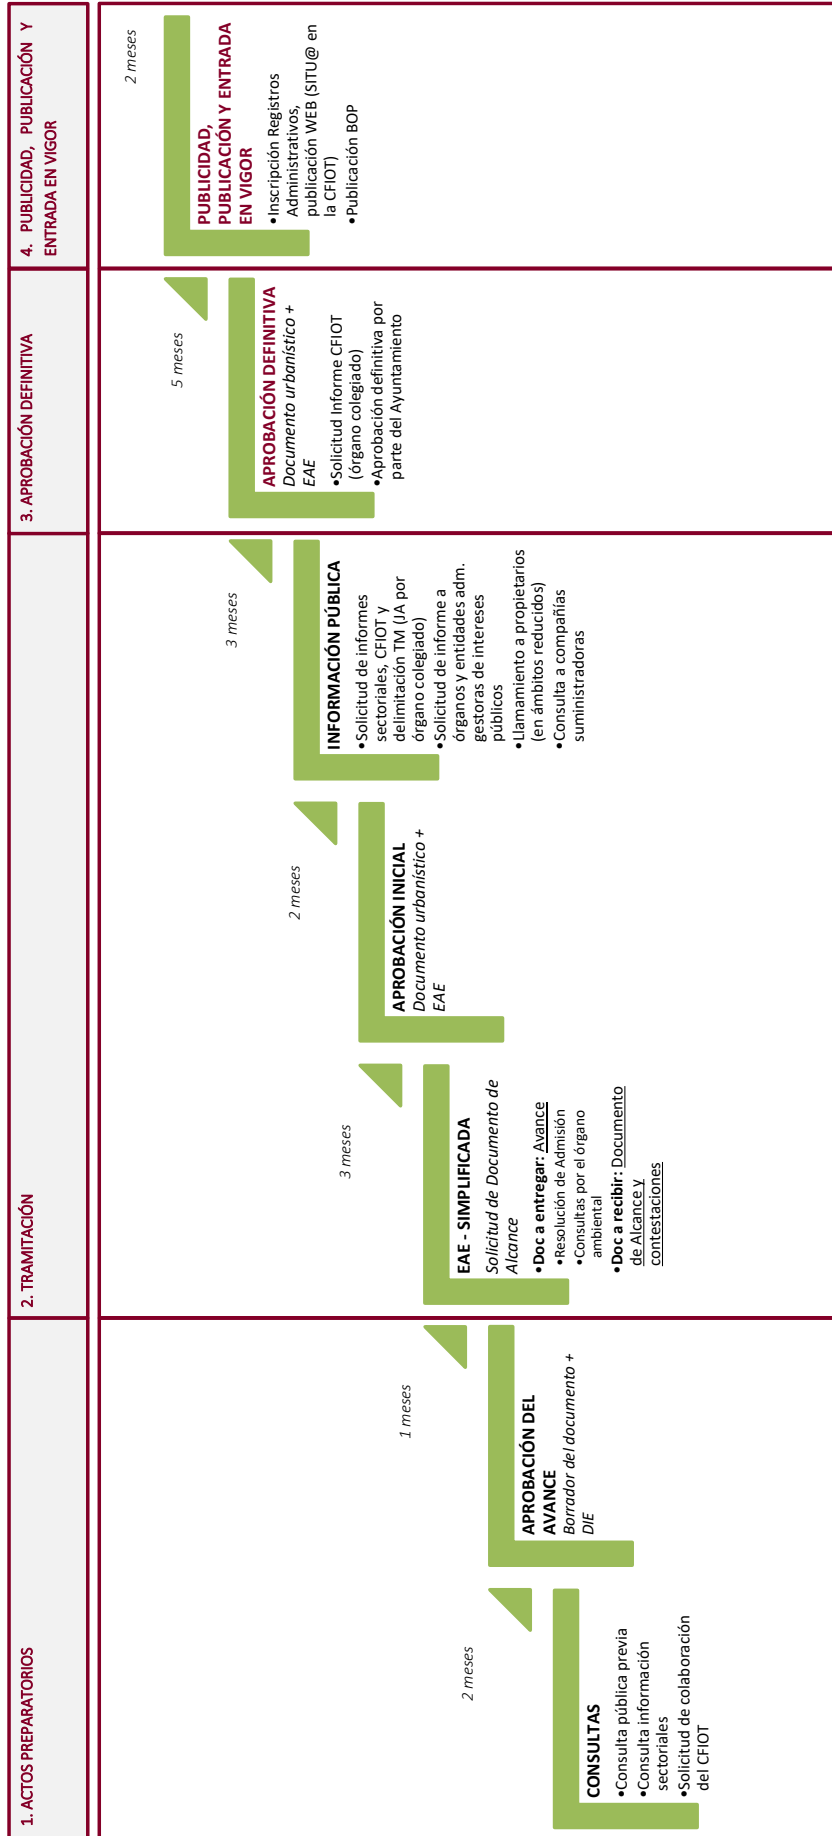 1. ACTOS PREPARATORIOS
2. TRAMITACIÓN
3. APROBACIÓN DEFINITIVA
4. PUBLICIDAD, PUBLICACIÓN Y
ENTRADA EN VIGOR
2 meses
CONSULTAS
•Consulta pública previa
•Consulta información
sectoriales
•Solicitud de colaboración
del CFIOT
1 meses
APROBACIÓN DEL
AVANCE
Borrador del documento +
DIE
3 meses
EAE - SIMPLIFICADA
Solicitud de Documento de
Alcance
•Doc a entregar: Avance
•Resolución de Admisión
•Consultas por el órgano
ambiental
•Doc a recibir: Documento
de Alcance y
contestaciones
2 meses
APROBACIÓN INICIAL
Documento urbanístico +
EAE
3 meses
INFORMACIÓN PÚBLICA
•Solicitud de informes
sectoriales, CFIOT y
delimitación TM (JA por
órgano colegiado)
•Solicitud de informe a
órganos y entidades adm.
gestoras de intereses
públicos
•Llamamiento a propietarios
(en ámbitos reducidos)
•Consulta a compañías
suministradoras
5 meses
APROBACIÓN DEFINITIVA
Documento urbanístico +
EAE
•Solicitud Informe CFIOT
(órgano colegiado)
•Aprobación definitiva por
parte del Ayuntamiento
2 meses
PUBLICIDAD,
PUBLICACIÓN Y ENTRADA
EN VIGOR
•Inscripción Registros
Administrativos,
publicación WEB (SITU@ en
la CFIOT)
•Publicación BOP